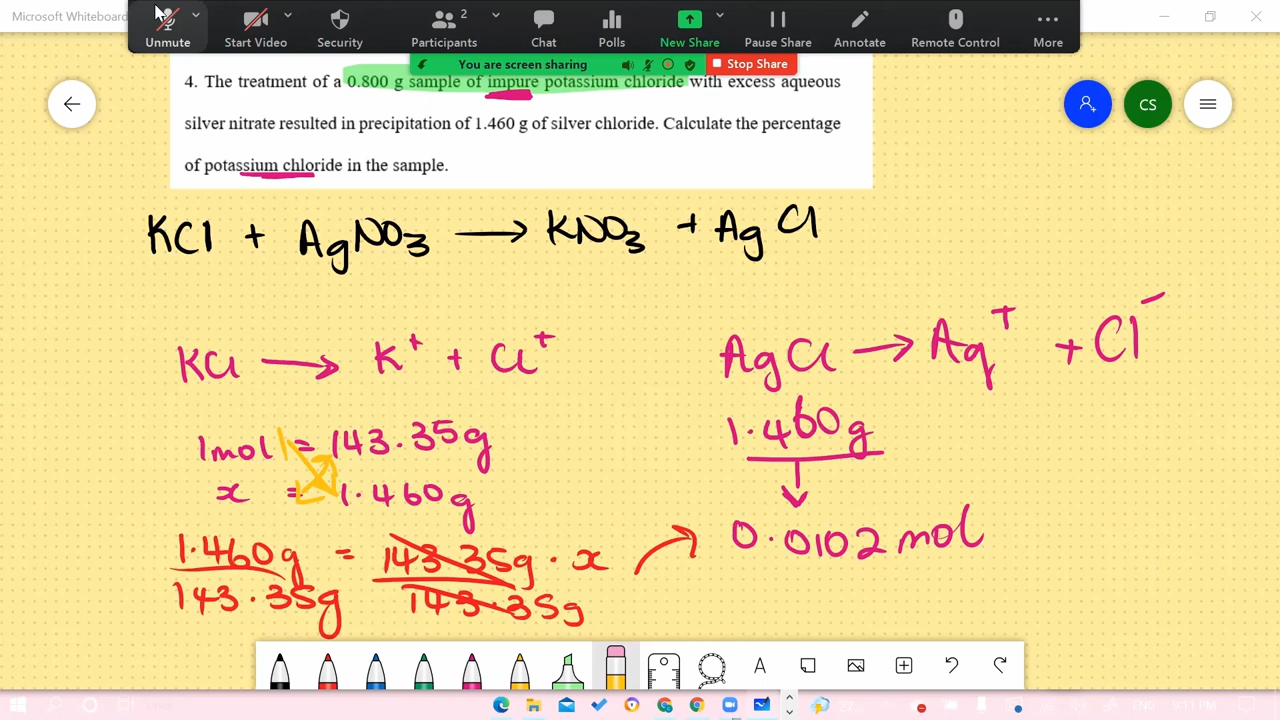 Microsoft Whiteboard
Unmute
Start Video
Security
Participants
2
Chat
Polls
New Share
Pause Share
Annotate
Remote Control
More
You are screen sharing
Stop Share
4. The treatment of a 0.800 g sample of impure potassium chloride with excess aqueous
silver nitrate resulted in precipitation of 1.460 g of silver chloride. Calculate the percentage
of potassium chloride in the sample.
CS
KCl + AgNO3 → KNO3 + AgCl
KCl → K+ + Cl+
AgCl → Ag+ + Cl-
1mol = 143.35g
x = 1.460g
1.460g
1.460g = 143.35g · x
143.35g 143.35g
0.0102 mol
A
ENG
9:11 PM